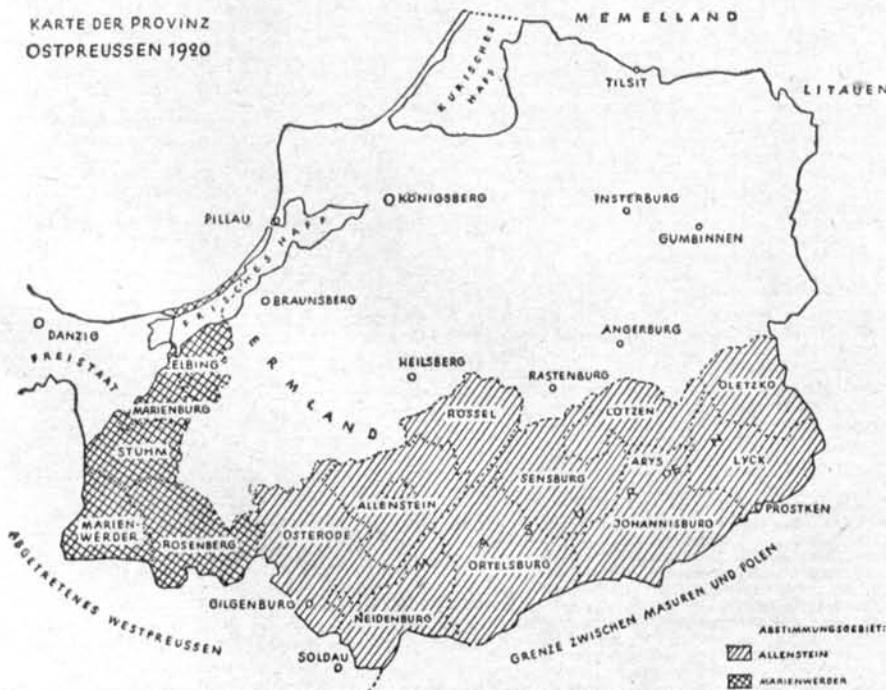 KARTE DER PROVINZ
OSTPREUSSEN 1920
MEMELLAND
KURISCHES
HAFF
TILSIT
LITAUEN
KÖNIGSBERG
INSTERBURG
PILLAU
GUMBINNEN
FRISCHES HAFF
BRAUNSBERG
DANZIG
FREISTAAT
ERMLAND
ANGERBURG
ELBING
HEILSBERG
RASTENBURG
OLETZKO
MARIENBURG
RÖSSEL
LÖTZEN
STUHM
SENSBURG
ARYS
LYCK
ALLENSTEIN
MASUREN
PROSTKEN
MARIEN-
WERDER
ROSENBERG
OSTERODE
ORTELSBURG
JOHANNISBURG
ABGETRETENES WESTPREUSSEN
GILGENBURG
NEIDENBURG
GRENZE ZWISCHEN MASUREN UND POLEN
SOLDAU
ABSTIMMUNGSGEBIET:
ALLENSTEIN
MARIENWERDER